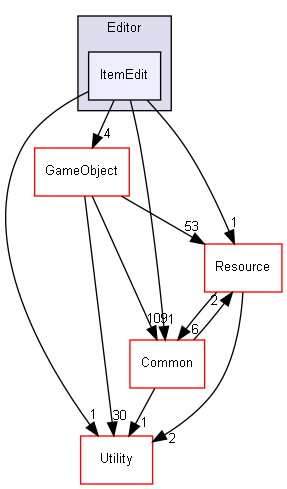 Editor
ItemEdit
4
GameObject
53
1
Resource
2
109
1
6
Common
1
30
1
2
Utility